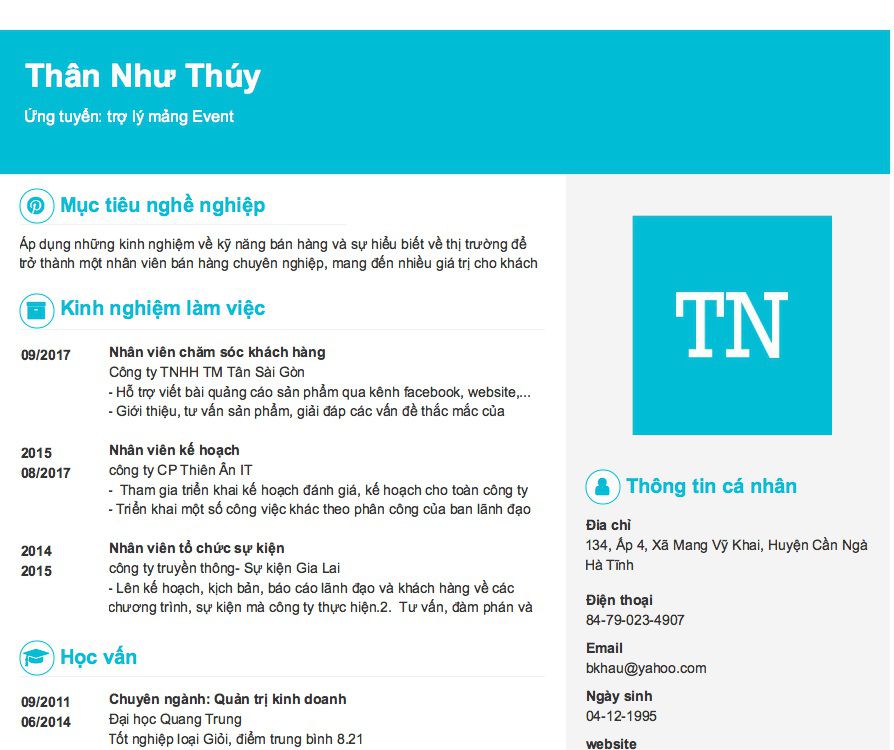 Thân Như Thúy
Ứng tuyển: trợ lý mảng Event
Mục tiêu nghề nghiệp
Áp dụng những kinh nghiệm về kỹ năng bán hàng và sự hiểu biết về thị trường để
trở thành một nhân viên bán hàng chuyên nghiệp, mang đến nhiều giá trị cho khách
Kinh nghiệm làm việc
09/2017
Nhân viên chăm sóc khách hàng
Công ty TNHH TM Tân Sài Gòn
- Hỗ trợ viết bài quảng cáo sản phẩm qua kênh facebook, website,...
- Giới thiệu, tư vấn sản phẩm, giải đáp các vấn đề thắc mắc của
2015
08/2017
Nhân viên kế hoạch
công ty CP Thiên Ân IT
- Tham gia triển khai kế hoạch đánh giá, kế hoạch cho toàn công ty
- Triển khai một số công việc khác theo phân công của ban lãnh đạo
2014
2015
Nhân viên tổ chức sự kiện
công ty truyền thông- Sự kiện Gia Lai
- Lên kế hoạch, kịch bản, báo cáo lãnh đạo và khách hàng về các
chương trình, sự kiện mà công ty thực hiện.2. Tư vấn, đàm phán và
Học vấn
09/2011
06/2014
Chuyên ngành: Quản trị kinh doanh
Đại học Quang Trung
Tốt nghiệp loại Giỏi, điểm trung bình 8.21
TN
Thông tin cá nhân
Đia chỉ
134, Ấp 4, Xã Mang Vỹ Khai, Huyện Cần Ngà
Hà Tĩnh
Điện thoại
84-79-023-4907
Email
bkhau@yahoo.com
Ngày sinh
04-12-1995
website